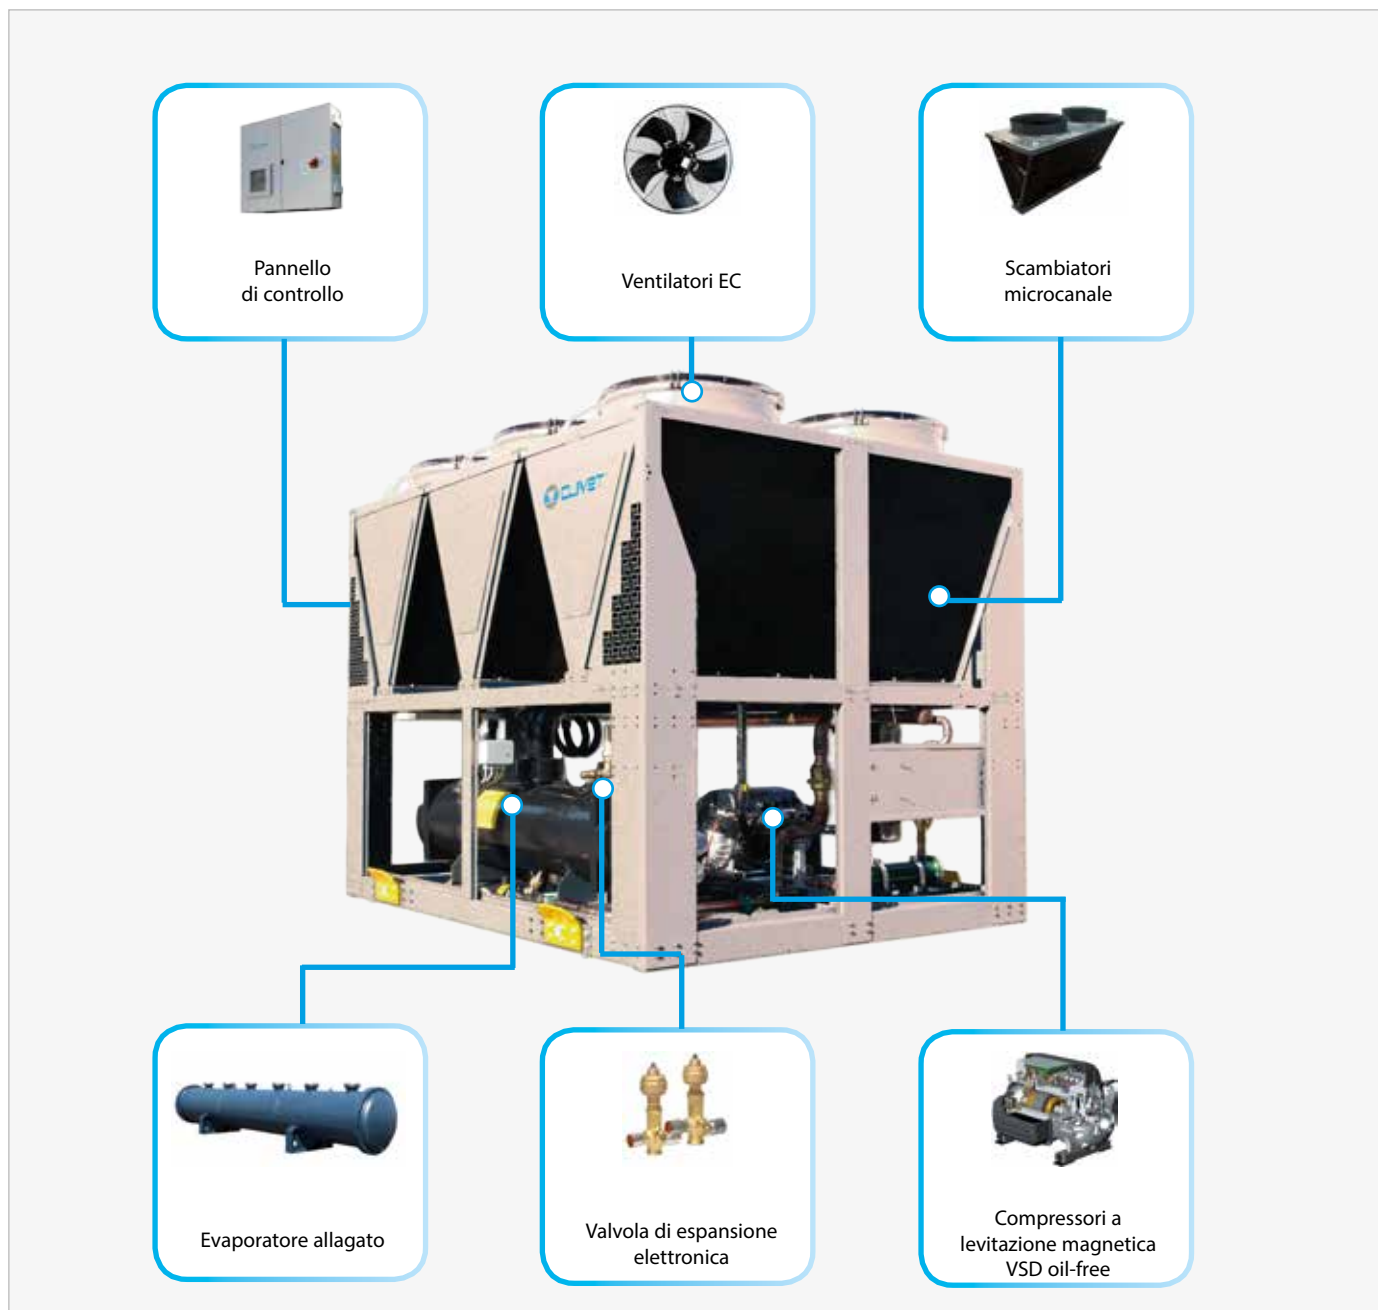 Pannello
di controllo
Ventilatori EC
Scambiatori
microcanale
CLIVET
Evaporatore allagato
Valvola di espansione
elettronica
Compressori a
levitazione magnetica
VSD oil-free